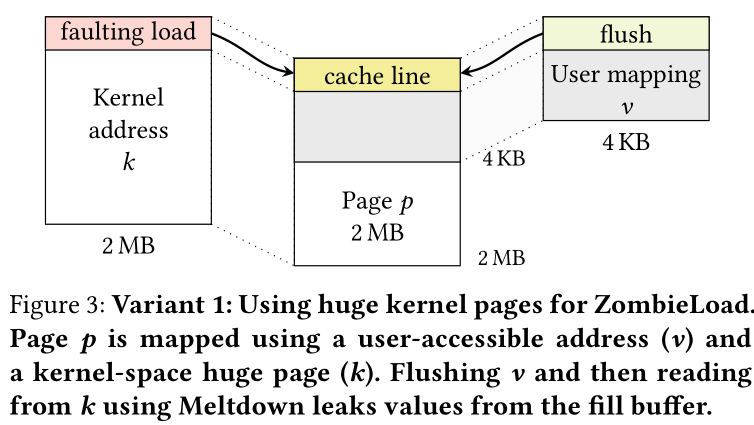 faulting load
Kernel
address
k
2 MB
cache line
4 KB
Page p
2 MB
2 MB
flush
User mapping
v
4 KB
Figure 3: Variant 1: Using huge kernel pages for ZombieLoad.
Page p is mapped using a user-accessible address (v) and
a kernel-space huge page (k). Flushing v and then reading
from k using Meltdown leaks values from the fill buffer.